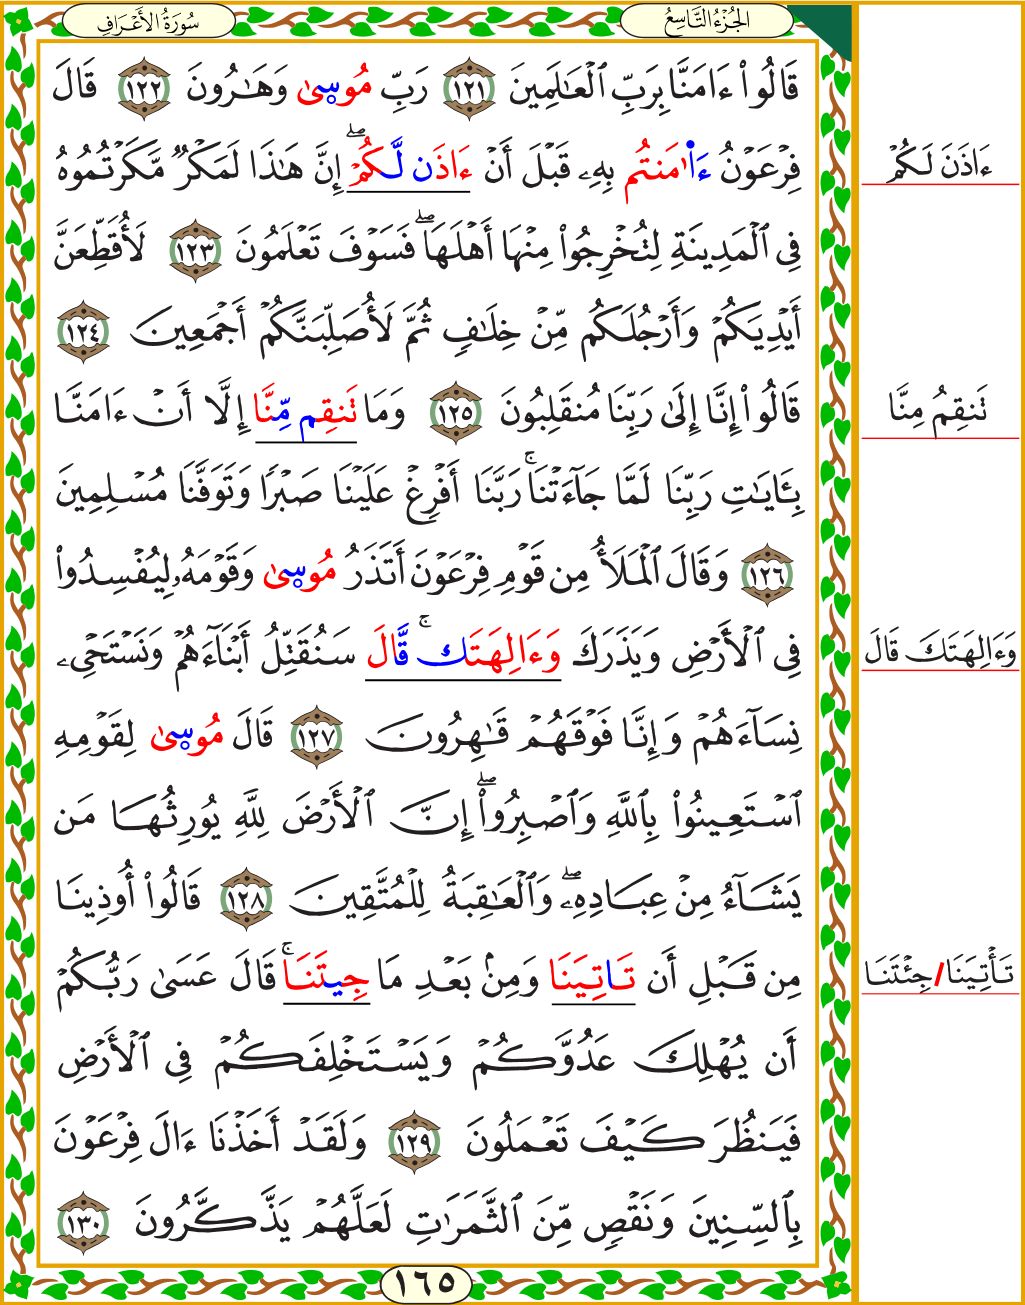 الجُزْءُ التَّاسِعُ
سُورَةُ الأَعْرَافِ
قَالُوٓا۟ ءَامَنَّا بِرَبِّ ٱلۡعَٰلَمِينَ ١٢١ رَبِّ مُوسۭىٰ وَهَٰرُونَ ١٢٢ قَالَ
فِرۡعَوۡنُ ءَا۬مَنتُم بِهِۦ قَبۡلَ أَنۡ ءَاذَن لَّكُمۡۖ إِنَّ هَٰذَا لَمَكۡرٞ مَّكَرۡتُمُوهُ
فِي ٱلۡمَدِينَةِ لِتُخۡرِجُوا۟ مِنۡهَا أَهۡلَهَاۖ فَسَوۡفَ تَعۡلَمُونَ ١٢٣ لَأُقَطِّعَنَّ
أَيۡدِيَكُمۡ وَأَرۡجُلَكُم مِّنۡ خِلَٰفٖ ثُمَّ لَأُصَلِّبَنَّكُمۡ أَجۡمَعِينَ ١٢٤
قَالُوٓا۟ إِنَّا إِلَىٰ رَبِّنَا مُنقَلِبُونَ ١٢٥ وَمَا تَنقِم مِّنَّا إِلَّا أَنۡ ءَامَنَّا
بِـَٔايَٰتِ رَبِّنَا لَمَّا جَآءَتۡنَاۚ رَبَّنَا أَفۡرِغۡ عَلَيۡنَا صَبۡرٗا وَتَوَفَّنَا مُسۡلِمِينَ
١٢٦ وَقَالَ ٱلۡمَلَأُ مِن قَوۡمِ فِرۡعَوۡنَ أَتَذَرُ مُوسۭىٰ وَقَوۡمَهُۥ لِيُفۡسِدُوا۟
فِي ٱلۡأَرۡضِ وَيَذَرَكَ وَءَالِهَتَكۚ قَّالَ سَنُقَتِّلُ أَبۡنَآءَهُمۡ وَنَسۡتَحۡيِۦ
نِسَآءَهُمۡ وَإِنَّا فَوۡقَهُمۡ قَٰهِرُونَ ١٢٧ قَالَ مُوسۭىٰ لِقَوۡمِهِ
ٱسۡتَعِينُوا۟ بِٱللَّهِ وَٱصۡبِرُوٓا۟ۖ إِنَّ ٱلۡأَرۡضَ لِلَّهِ يُورِثُهَا مَن
يَشَآءُ مِنۡ عِبَادِهِۦۖ وَٱلۡعَٰقِبَةُ لِلۡمُتَّقِينَ ١٢٨ قَالُوٓا۟ أُوذِينَا
مِن قَبۡلِ أَن تَاتِيَنَا وَمِنۢ بَعۡدِ مَا جِيتَنَاۚ قَالَ عَسَىٰ رَبُّكُمۡ
أَن يُهۡلِكَ عَدُوَّكُمۡ وَيَسۡتَخۡلِفَكُمۡ فِي ٱلۡأَرۡضِ
فَيَنظُرَ كَيۡفَ تَعۡمَلُونَ ١٢٩ وَلَقَدۡ أَخَذۡنَا ءَالَ فِرۡعَوۡنَ
بِٱلسِّنِينَ وَنَقۡصٖ مِّنَ ٱلثَّمَرَٰتِ لَعَلَّهُمۡ يَذَّكَّرُونَ ١٣٠
ءَاذَنَ لَكُمۡ
تَنقِمُ مِنَّا
وَءَالِهَتَكَ قَالَ
تَأۡتِيَنَا/جِئۡتَنَا
١٦٥